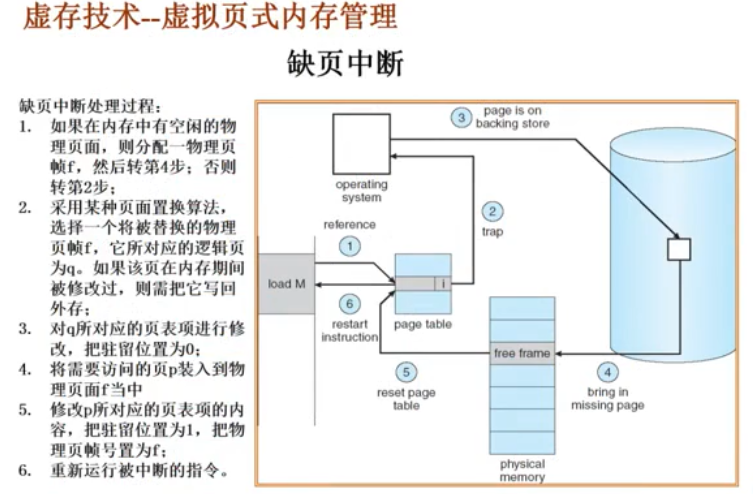 虚存技术--虚拟页式内存管理
缺页中断
缺页中断处理过程：
1. 如果在内存中有空闲的物
理页面，则分配一物理页
帧f，然后转第4步；否则
转第2步；
2. 采用某种页面置换算法，
选择一个将被替换的物理
页帧f，它所对应的逻辑页
为q。如果该页在内存期间
被修改过，则需把它写回
外存；
3. 对q所对应的页表项进行修
改，把驻留位置为0；
4. 将需要访问的页p装入到物
理页面f当中
5. 修改p所对应的页表项的内
容，把驻留位置为1，把物
理页帧号置为f；
6. 重新运行被中断的指令。
3
page is on
backing store
operating
system
2
trap
reference
1
load M
i
6
restart
instruction
page table
free frame
5
reset page
table
4
bring in
missing page
physical
memory